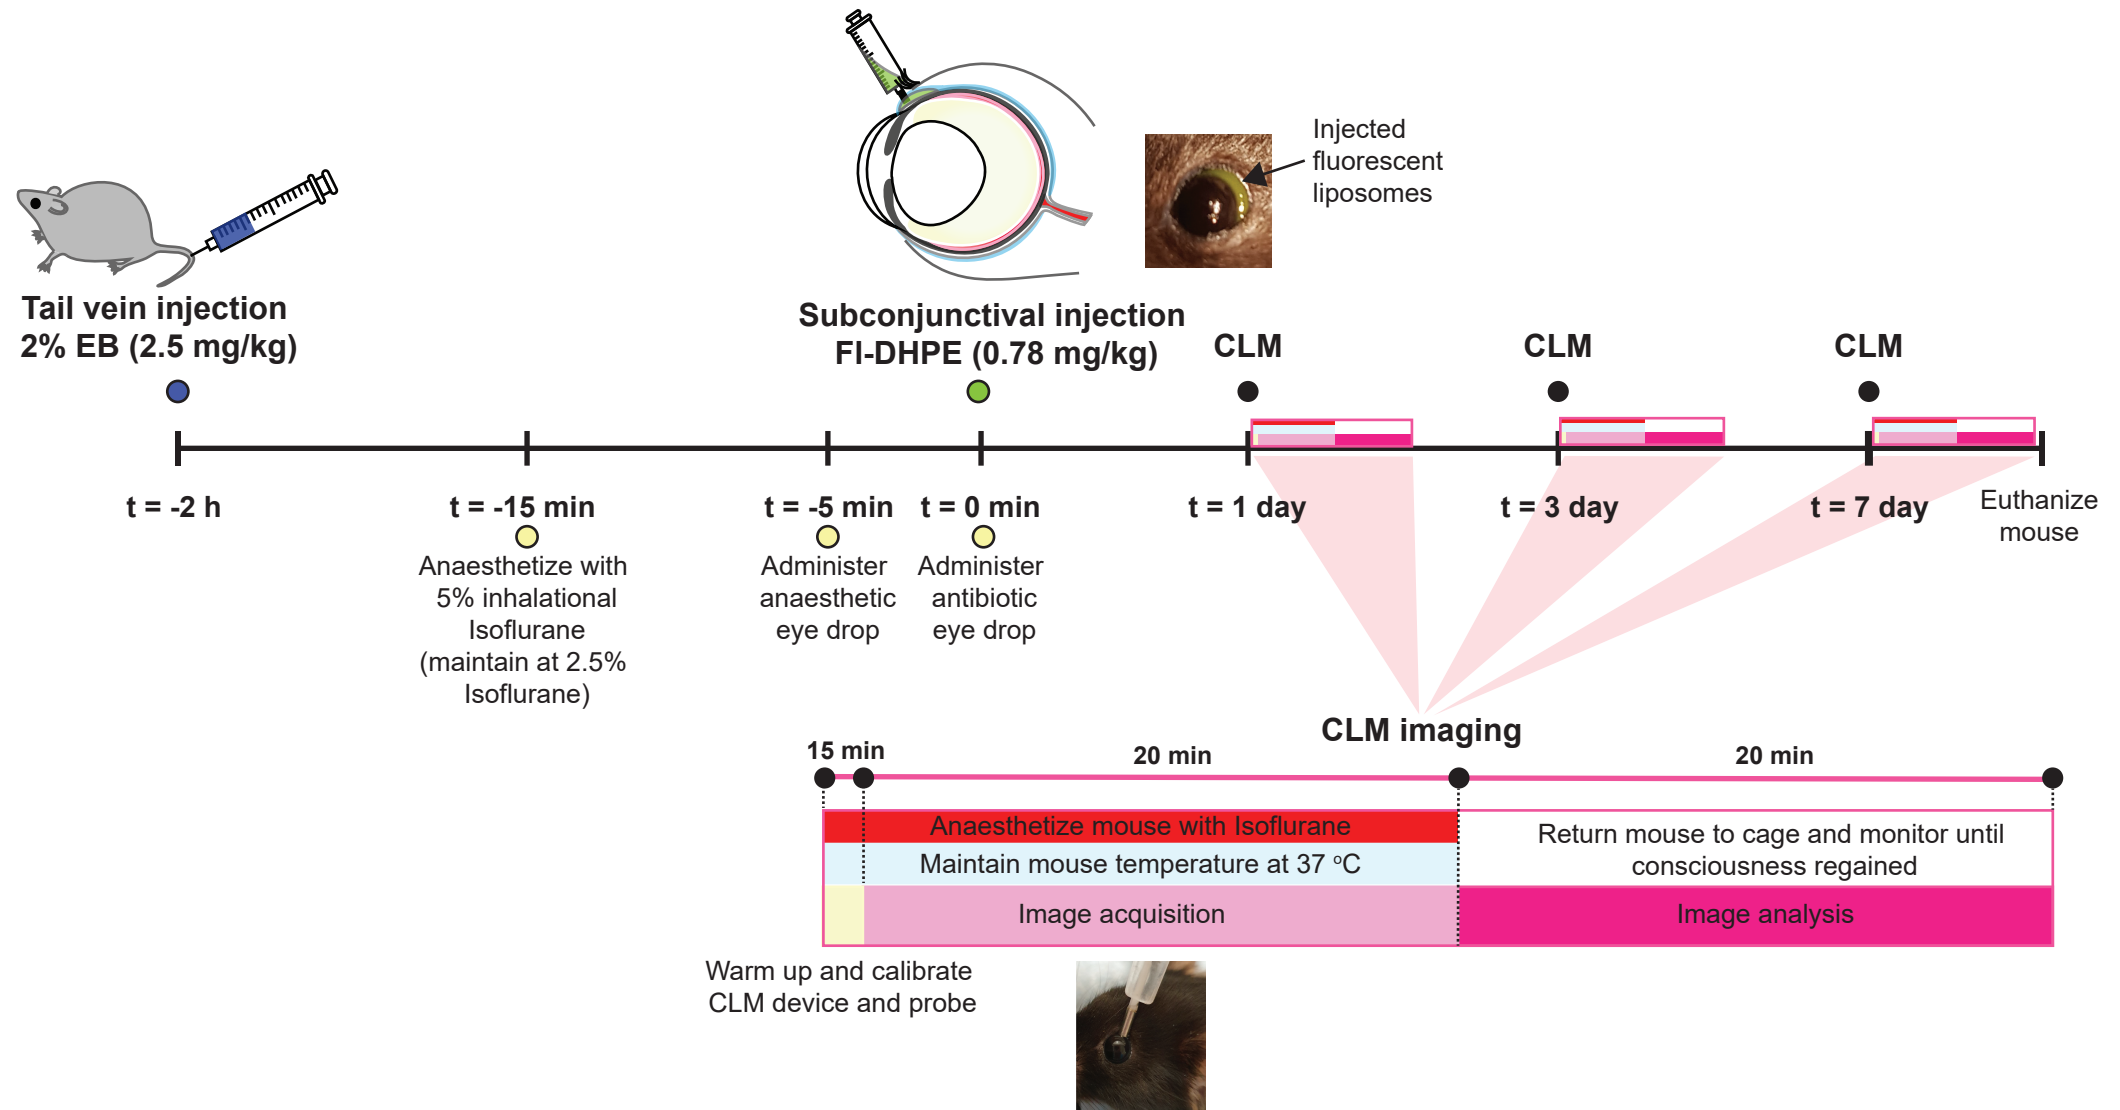 Injected
fluorescent
liposomes
Tail vein injection
2% EB (2.5 mg/kg)
Subconjunctival injection
Fl-DHPE (0.78 mg/kg)
CLM
CLM
CLM
t = -2 h
t = -15 min
t = -5 min
t = 0 min
t = 1 day
t = 3 day
t = 7 day
Euthanize
mouse
Anaesthetize with
5% inhalational
Isoflurane
(maintain at 2.5%
Isoflurane)
Administer
anaesthetic
eye drop
Administer
antibiotic
eye drop
CLM imaging
15 min
20 min
20 min
Anaesthetize mouse with Isoflurane
Maintain mouse temperature at 37 °C
Image acquisition
Return mouse to cage and monitor until
consciousness regained
Image analysis
Warm up and calibrate
CLM device and probe